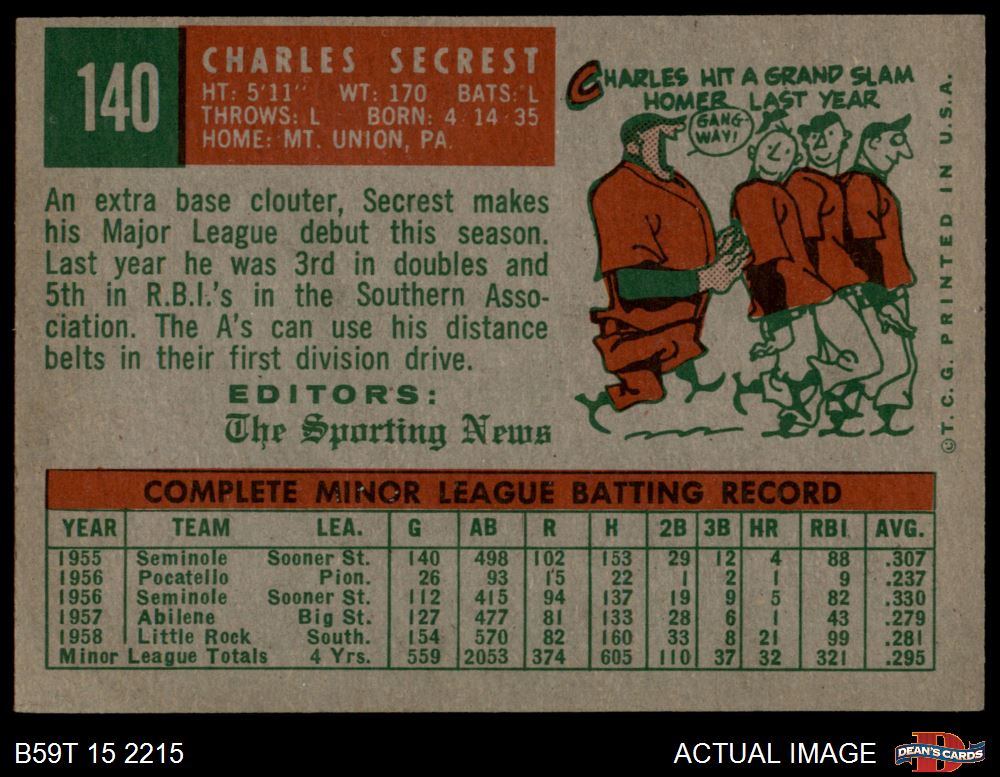 140
CHARLES SECREST
HT: 5'11" WT: 170 BATS: L
THROWS: L BORN: 4 · 14 · 35
HOME: MT. UNION, PA.
CHARLES HIT A GRAND SLAM
HOMER LAST YEAR
GANG-
WAY!
©T. C. G. PRINTED IN U.S.A.
An extra base clouter, Secrest makes
his Major League debut this season.
Last year he was 3rd in doubles and
5th in R.B.I.'s in the Southern Asso-
ciation. The A's can use his distance
belts in their first division drive.
EDITORS:
The Sporting News
COMPLETE MINOR LEAGUE BATTING RECORD
YEAR TEAM LEA. G AB R H 2B 3B HR RBI. AVG.
1955 Seminole Sooner St. 140 498 102 153 29 12 4 88 .307
1956 Pocatello Pion. 26 93 15 22 1 2 1 9 .237
1956 Seminole Sooner St. 112 415 94 137 19 9 5 82 .330
1957 Abilene Big St. 127 477 81 133 28 6 1 43 .279
1958 Little Rock South. 154 570 82 160 33 8 21 99 .281
Minor League Totals 4 Yrs. 559 2053 374 605 110 37 32 321 .295
B59T 15 2215
ACTUAL IMAGE
DEAN'S CARDS